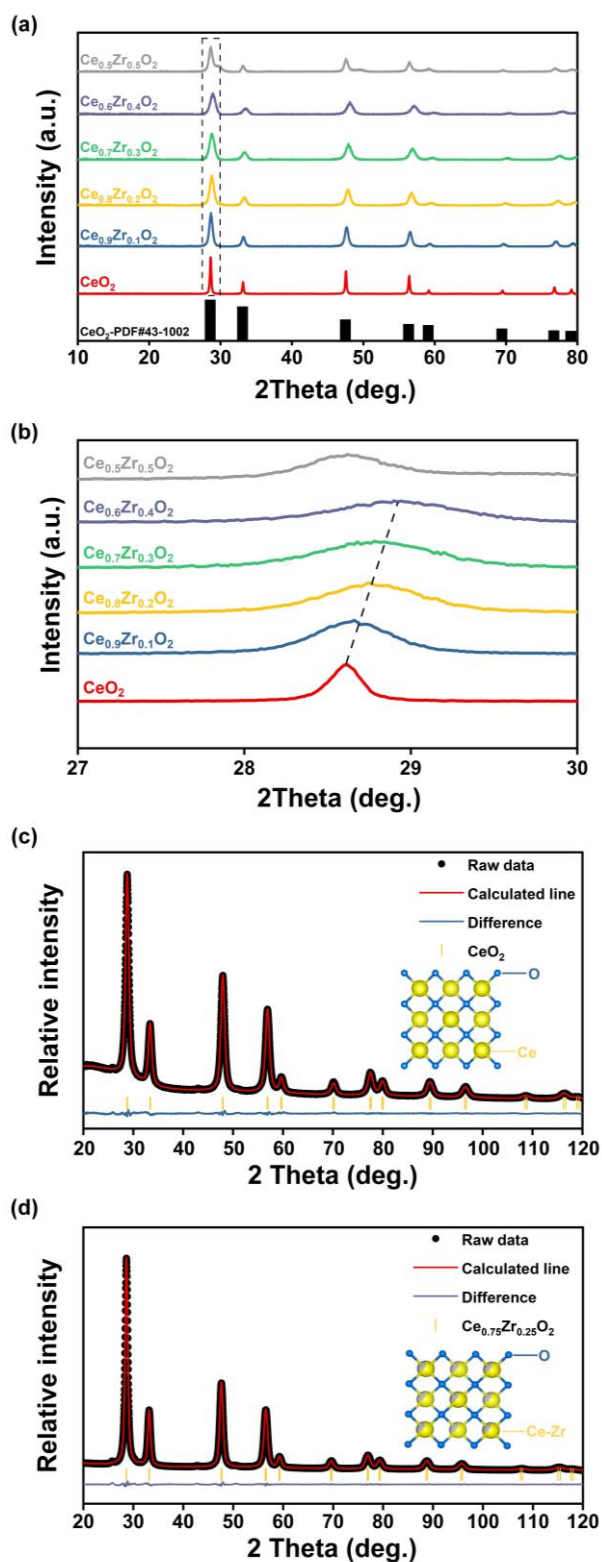 (a)
Intensity (a.u.)
Ce₀.₅Zr₀.₅O₂
Ce₀.₆Zr₀.₄O₂
Ce₀.₇Zr₀.₃O₂
Ce₀.₈Zr₀.₂O₂
Ce₀.₉Zr₀.₁O₂
CeO₂
CeO₂-PDF#43-1002
10 20 30 40 50 60 70 80
2Theta (deg.)
(b)
Intensity (a.u.)
Ce₀.₅Zr₀.₅O₂
Ce₀.₆Zr₀.₄O₂
Ce₀.₇Zr₀.₃O₂
Ce₀.₈Zr₀.₂O₂
Ce₀.₉Zr₀.₁O₂
CeO₂
27 28 29 30
2Theta (deg.)
(c)
Relative intensity
Raw data
Calculated line
Difference
CeO₂
O
Ce
20 30 40 50 60 70 80 90 100 110 120
2 Theta (deg.)
(d)
Relative intensity
Raw data
Calculated line
Difference
Ce₀.₇₅Zr₀.₂₅O₂
O
Ce-Zr
20 30 40 50 60 70 80 90 100 110 120
2 Theta (deg.)